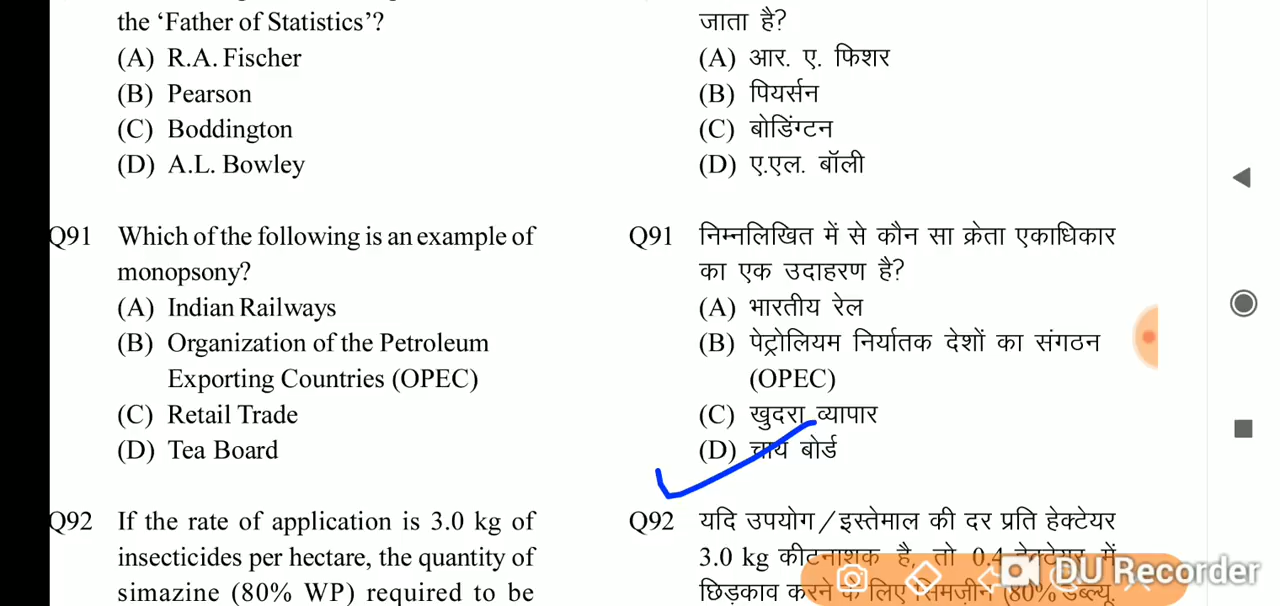 the ‘Father of Statistics’?
(A) R.A. Fischer
(B) Pearson
(C) Boddington
(D) A.L. Bowley
Q91 Which of the following is an example of
monopsony?
(A) Indian Railways
(B) Organization of the Petroleum
Exporting Countries (OPEC)
(C) Retail Trade
(D) Tea Board
Q92 If the rate of application is 3.0 kg of
insecticides per hectare, the quantity of
simazine (80% WP) required to be
जाता है?
(A) आर. ए. फिशर
(B) पियर्सन
(C) बोडिंग्टन
(D) ए.एल. बॉली
Q91 निम्नलिखित में से कौन सा क्रेता एकाधिकार
का एक उदाहरण है?
(A) भारतीय रेल
(B) पेट्रोलियम निर्यातक देशों का संगठन
(OPEC)
(C) खुदरा व्यापार
(D) चाय बोर्ड
Q92 यदि उपयोग/इस्तेमाल की दर प्रति हेक्टेयर
3.0 kg कीटनाशक है, तो 0.4 हेक्टेयर में
छिड़काव करने के लिए सिमज़ीन (80% डब्ल्यू.
DU Recorder